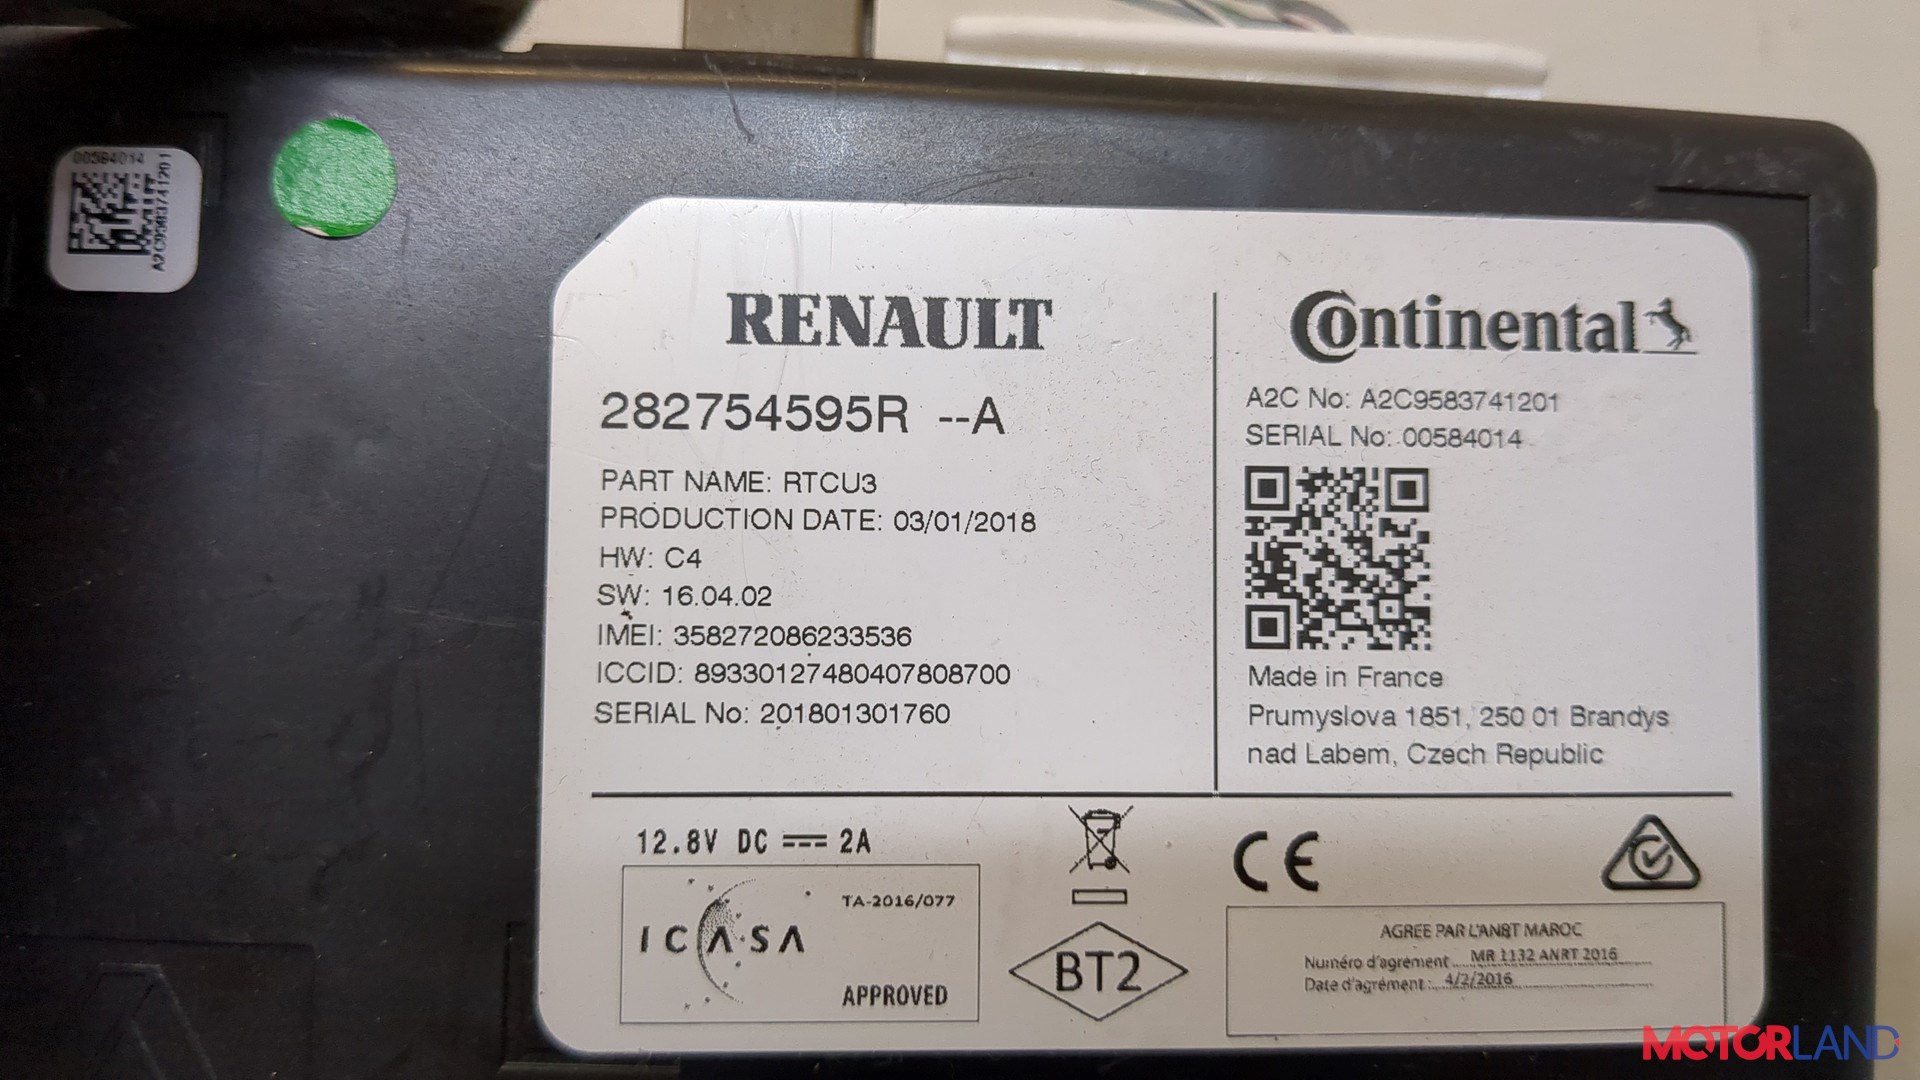 00584014
A2C9583741201
RENAULT
282754595R --A
PART NAME: RTCU3
PRODUCTION DATE: 03/01/2018
HW: C4
SW: 16.04.02
IMEI: 358272086233536
ICCID: 89330127480407808700
SERIAL No: 201801301760
Continental
A2C No: A2C9583741201
SERIAL No: 00584014
Made in France
Prumyslova 1851, 250 01 Brandys
nad Labem, Czech Republic
12.8V DC 2A
ICASA
TA-2016/077
APPROVED
BT2
CE
AGREE PAR L'ANRT MAROC
Numéro d'agrement MR 1132 ANRT 2016
Date d'agrément : 4/2/2016
MOTORLAND